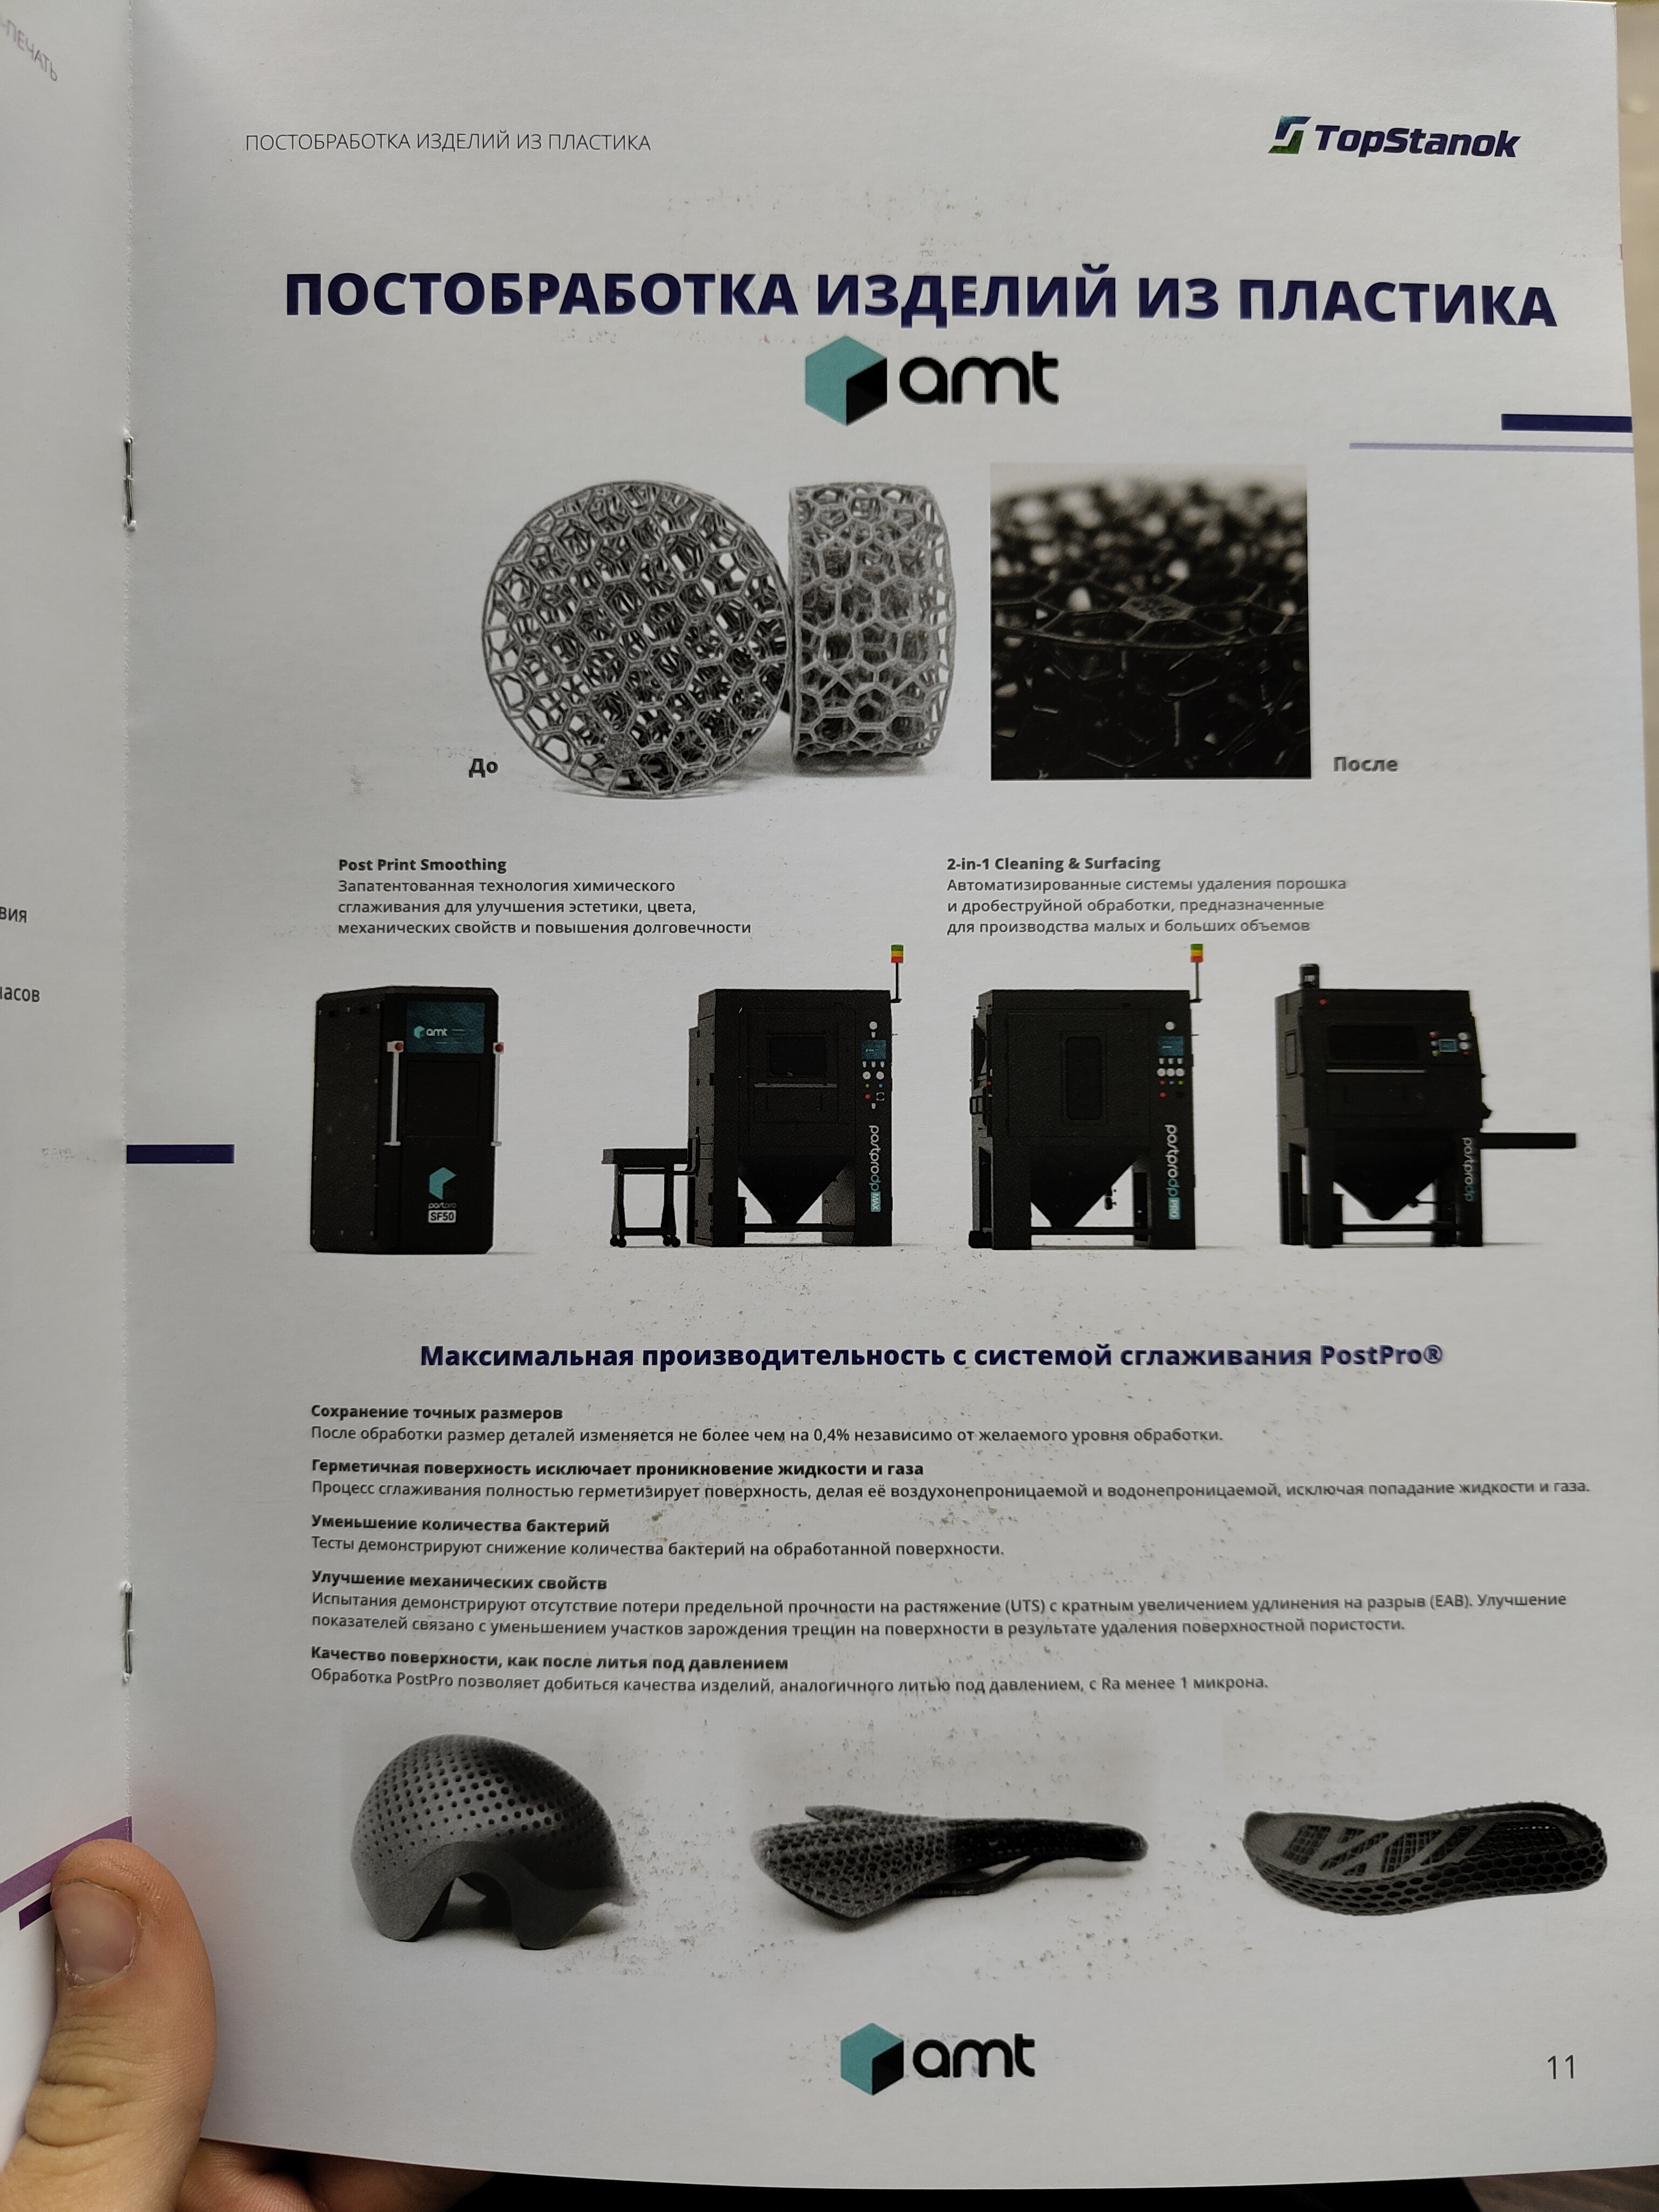 -ПЕЧАТЬ
ПОСТОБРАБОТКА ИЗДЕЛИЙ ИЗ ПЛАСТИКА
TopStanok
ПОСТОБРАБОТКА ИЗДЕЛИЙ ИЗ ПЛАСТИКА
amt
До
После
Post Print Smoothing
Запатентованная технология химического
сглаживания для улучшения эстетики, цвета,
механических свойств и повышения долговечности
2-in-1 Cleaning & Surfacing
Автоматизированные системы удаления порошка
и дробеструйной обработки, предназначенные
для производства малых и больших объемов
вия
часов
amt
postpro
SF50
postprodp MAX
postprodp PRO
postprodp
Максимальная производительность с системой сглаживания PostPro®
Сохранение точных размеров
После обработки размер деталей изменяется не более чем на 0,4% независимо от желаемого уровня обработки.
Герметичная поверхность исключает проникновение жидкости и газа
Процесс сглаживания полностью герметизирует поверхность, делая её воздухонепроницаемой и водонепроницаемой, исключая попадание жидкости и газа.
Уменьшение количества бактерий
Тесты демонстрируют снижение количества бактерий на обработанной поверхности.
Улучшение механических свойств
Испытания демонстрируют отсутствие потери предельной прочности на растяжение (UTS) с кратным увеличением удлинения на разрыв (EAB). Улучшение
показателей связано с уменьшением участков зарождения трещин на поверхности в результате удаления поверхностной пористости.
Качество поверхности, как после литья под давлением
Обработка PostPro позволяет добиться качества изделий, аналогичного литью под давлением, с Ra менее 1 микрона.
amt
11